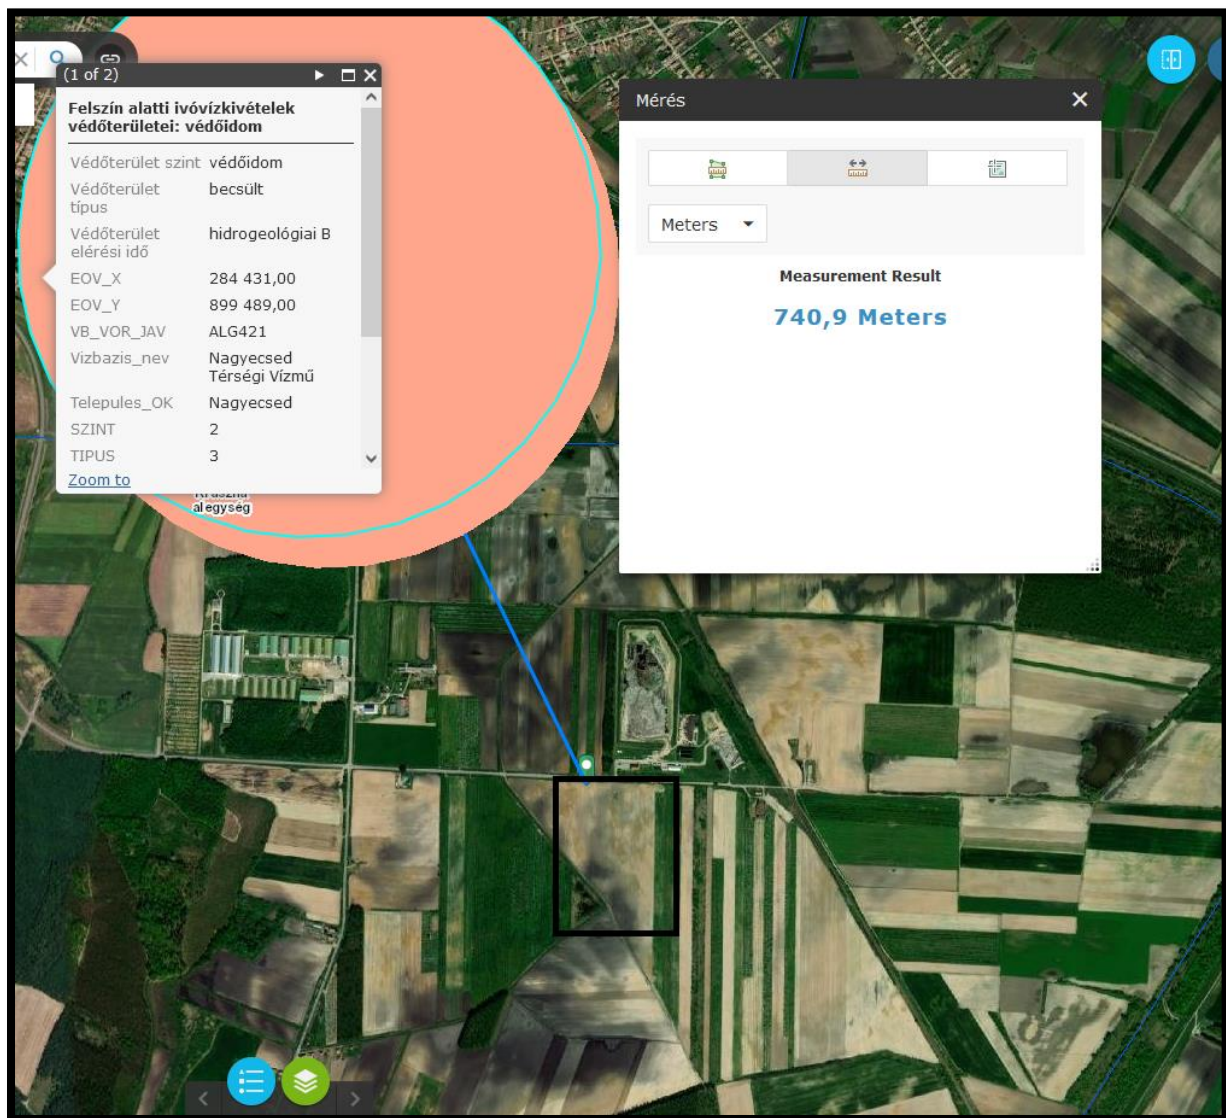 (1 of 2)
Felszín alatti ivóvízkivételek
védőterületei: védőidom
Védőterület szint védőidom
Védőterület típus becsült
Védőterület elérési idő hidrogeológiai B
EOV_X 284 431,00
EOV_Y 899 489,00
VB_VOR_JAV ALG421
Vizbazis_nev Nagyecsed Térségi Vízmű
Telepules_OK Nagyecsed
SZINT 2
TIPUS 3
Zoom to
alegység
Mérés
Meters
Measurement Result
740,9 Meters